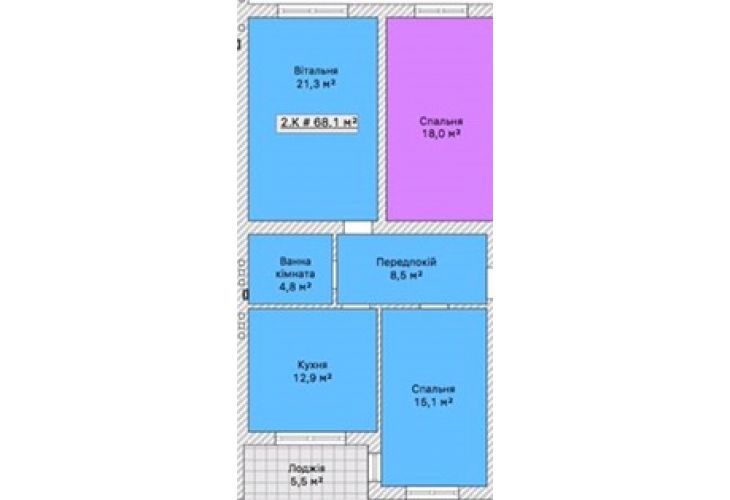 Вітальня
21,3 м²
2.К # 68.1 м²
Спальня
18,0 м²
Ванна
кімната
4,8 м²
Передпокій
8,5 м²
Кухня
12,9 м²
Спальня
15,1 м²
Лоджія
5,5 м²